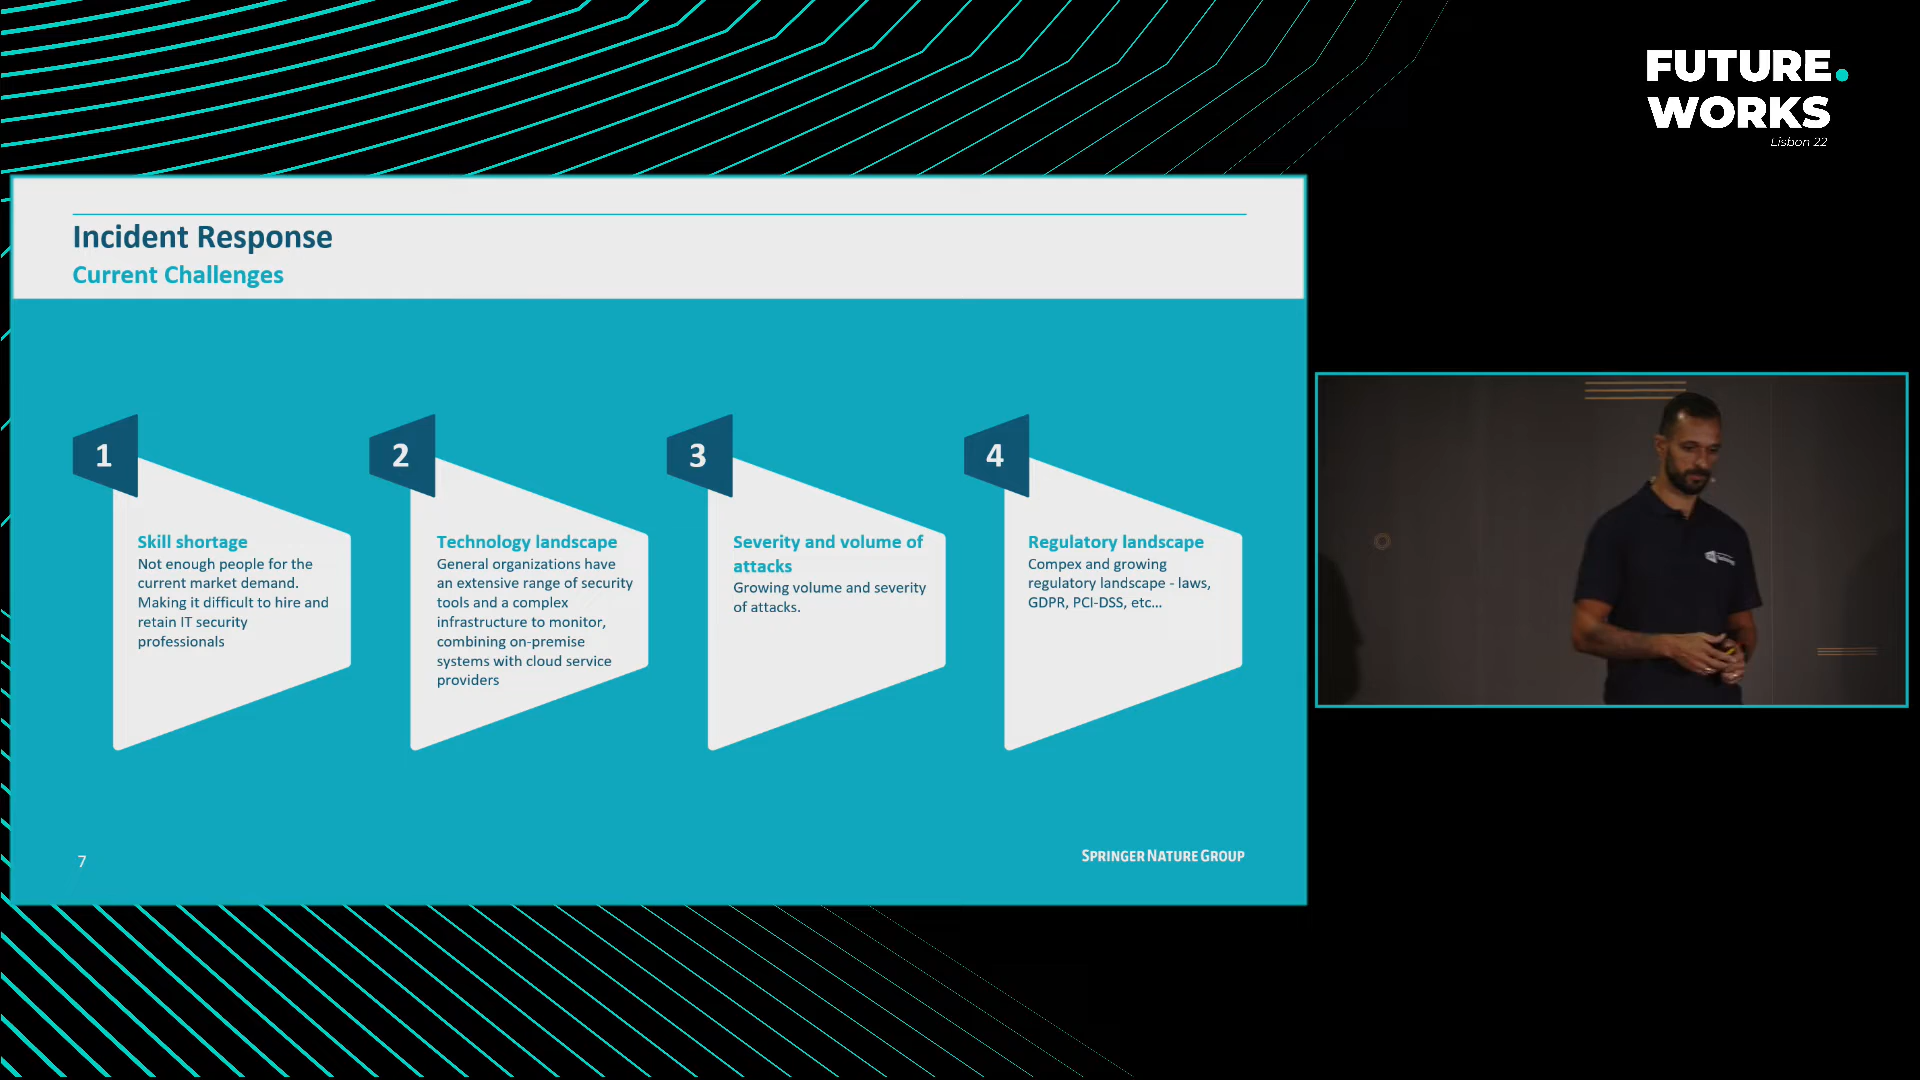 FUTURE.
WORKS
Lisbon 22
Incident Response
Current Challenges
1
Skill shortage
Not enough people for the
current market demand.
Making it difficult to hire and
retain IT security
professionals
2
Technology landscape
General organizations have
an extensive range of security
tools and a complex
infrastructure to monitor,
combining on-premise
systems with cloud service
providers
3
Severity and volume of
attacks
Growing volume and severity
of attacks.
4
Regulatory landscape
Compex and growing
regulatory landscape - laws,
GDPR, PCI-DSS, etc...
7
SPRINGER NATURE GROUP